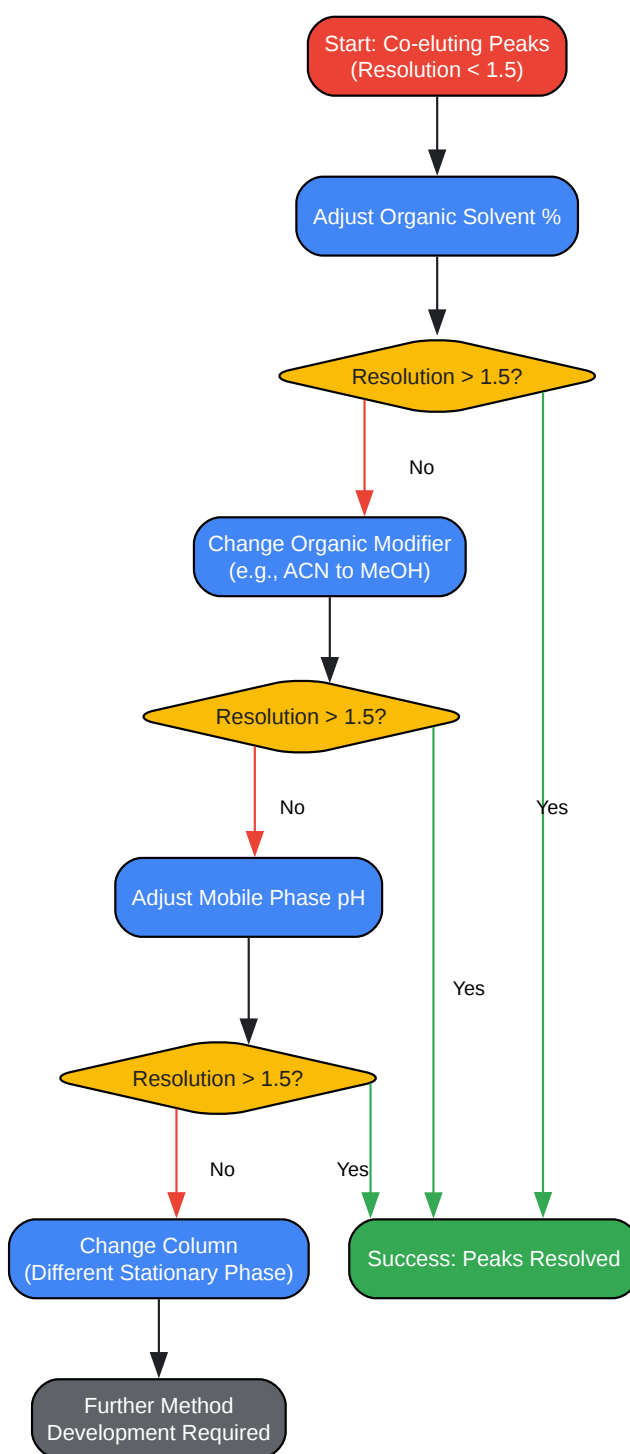 Start: Co-eluting Peaks
(Resolution < 1.5)
Adjust Organic Solvent %
Resolution > 1.5?
No
Change Organic Modifier
(e.g., ACN to MeOH)
Resolution > 1.5?
No
Yes
Adjust Mobile Phase pH
Yes
Resolution > 1.5?
No
Yes
Change Column
(Different Stationary Phase)
Success: Peaks Resolved
Further Method
Development Required